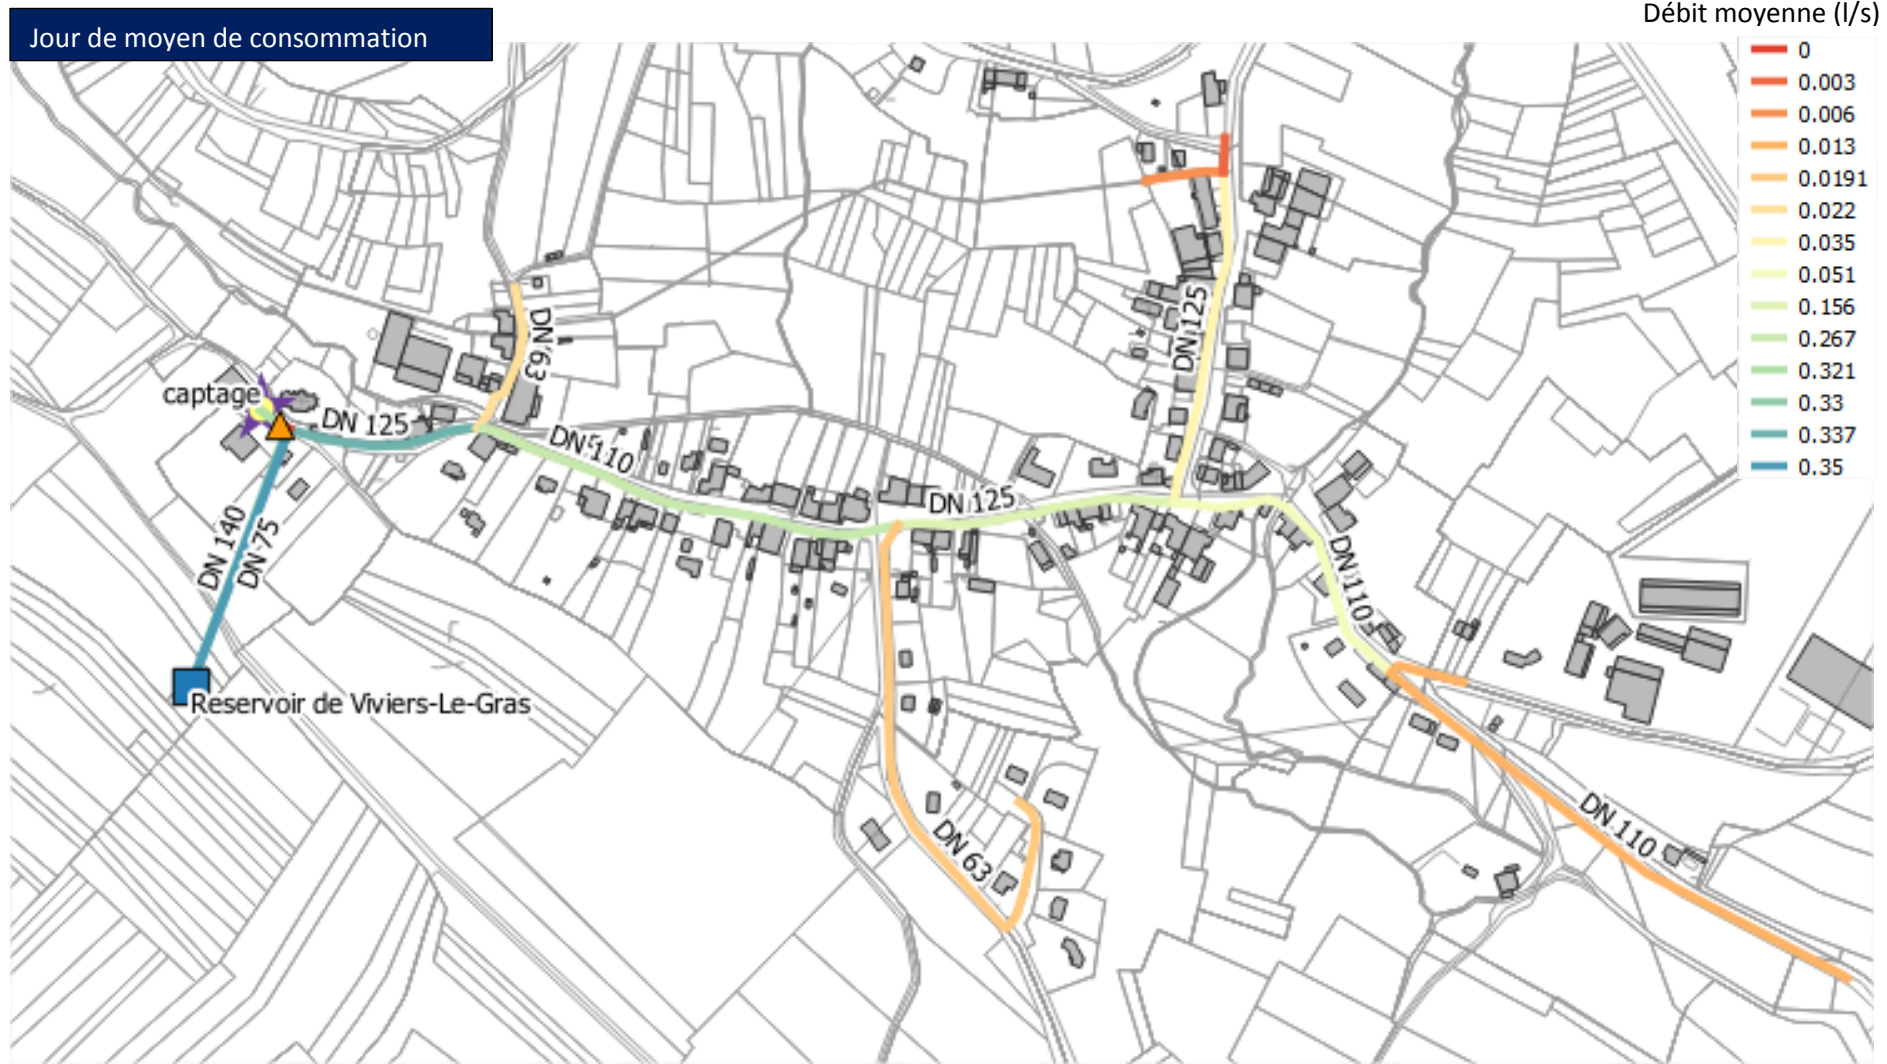 Débit moyenne (l/s)
Jour de moyen de consommation
0
0.003
0.006
0.013
0.0191
0.022
0.035
0.051
0.156
0.267
0.321
0.33
0.337
0.35
DN 63
DN 125
captage
DN 125
DN 110
DN 125
DN 140
DN 75
DN 110
Reservoir de Viviers-Le-Gras
DN 63
DN 110